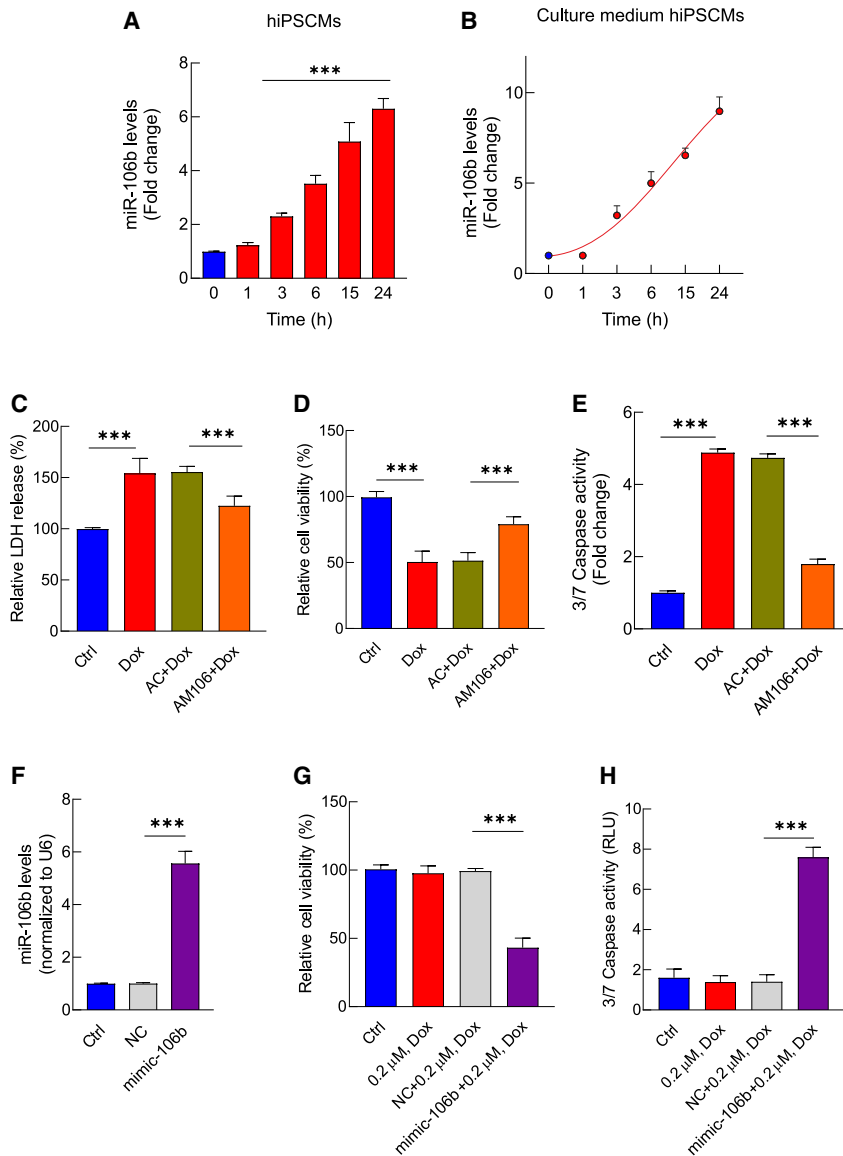 A
hiPSCMs
***
miR-106b levels
(Fold change)
8
6
4
2
0
0 1 3 6 15 24
Time (h)
B
Culture medium hiPSCMs
miR-106b levels
(Fold change)
10
5
0
0 1 3 6 15 24
Time (h)
C
Relative LDH release (%)
200
150
100
50
0
*** ***
Ctrl
Dox
AC+Dox
AM106+Dox
D
Relative cell viability (%)
150
100
50
0
*** ***
Ctrl
Dox
AC+Dox
AM106+Dox
E
3/7 Caspase activity
(Fold change)
6
4
2
0
*** ***
Ctrl
Dox
AC+Dox
AM106+Dox
F
miR-106b levels
(normalized to U6)
8
6
4
2
0
***
Ctrl
NC
mimic-106b
G
Relative cell viability (%)
150
100
50
0
***
Ctrl
0.2 µM, Dox
NC+0.2 µM, Dox
mimic-106b+0.2 µM, Dox
H
3/7 Caspase activity (RLU)
10
8
6
4
2
0
***
Ctrl
0.2 µM, Dox
NC+0.2 µM, Dox
mimic-106b+0.2 µM, Dox